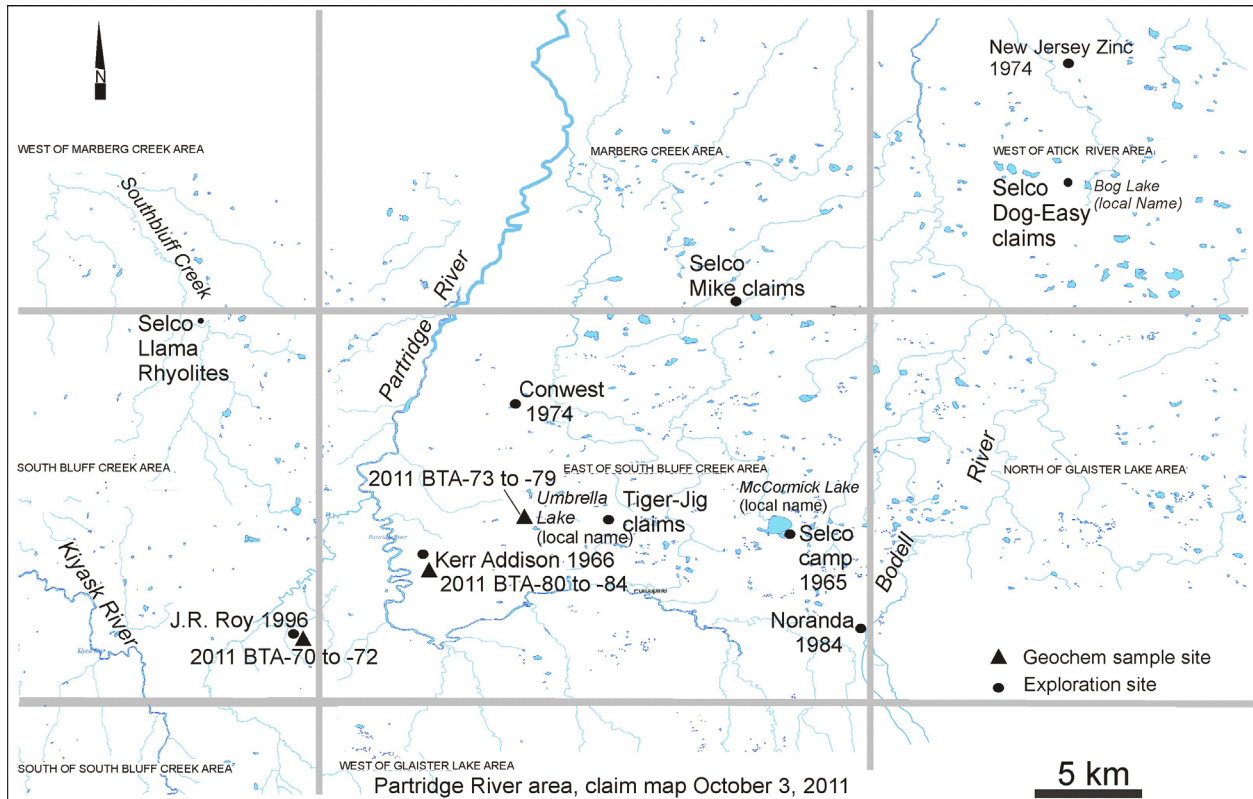 N
New Jersey Zinc
1974
WEST OF MARBERG CREEK AREA
MARBERG CREEK AREA
WEST OF ATICK RIVER AREA
Southbluff Creek
Selco
Dog-Easy
claims
Bog Lake
(local Name)
Partridge River
Selco
Mike claims
Selco
Llama
Rhyolites
Conwest
1974
SOUTH BLUFF CREEK AREA
EAST OF SOUTH BLUFF CREEK AREA
NORTH OF GLAISTER LAKE AREA
Bodell River
2011 BTA-73 to -79
Umbrella
Lake
(local name)
Tiger-Jig
claims
McCormick Lake
(local name)
Selco
camp
1965
Partridge River
Kerr Addison 1966
2011 BTA-80 to -84
Kiyask River
J.R. Roy 1996
2011 BTA-70 to -72
Noranda
1984
Geochem sample site
Exploration site
SOUTH OF SOUTH BLUFF CREEK AREA
WEST OF GLAISTER LAKE AREA
Partridge River area, claim map October 3, 2011
5 km